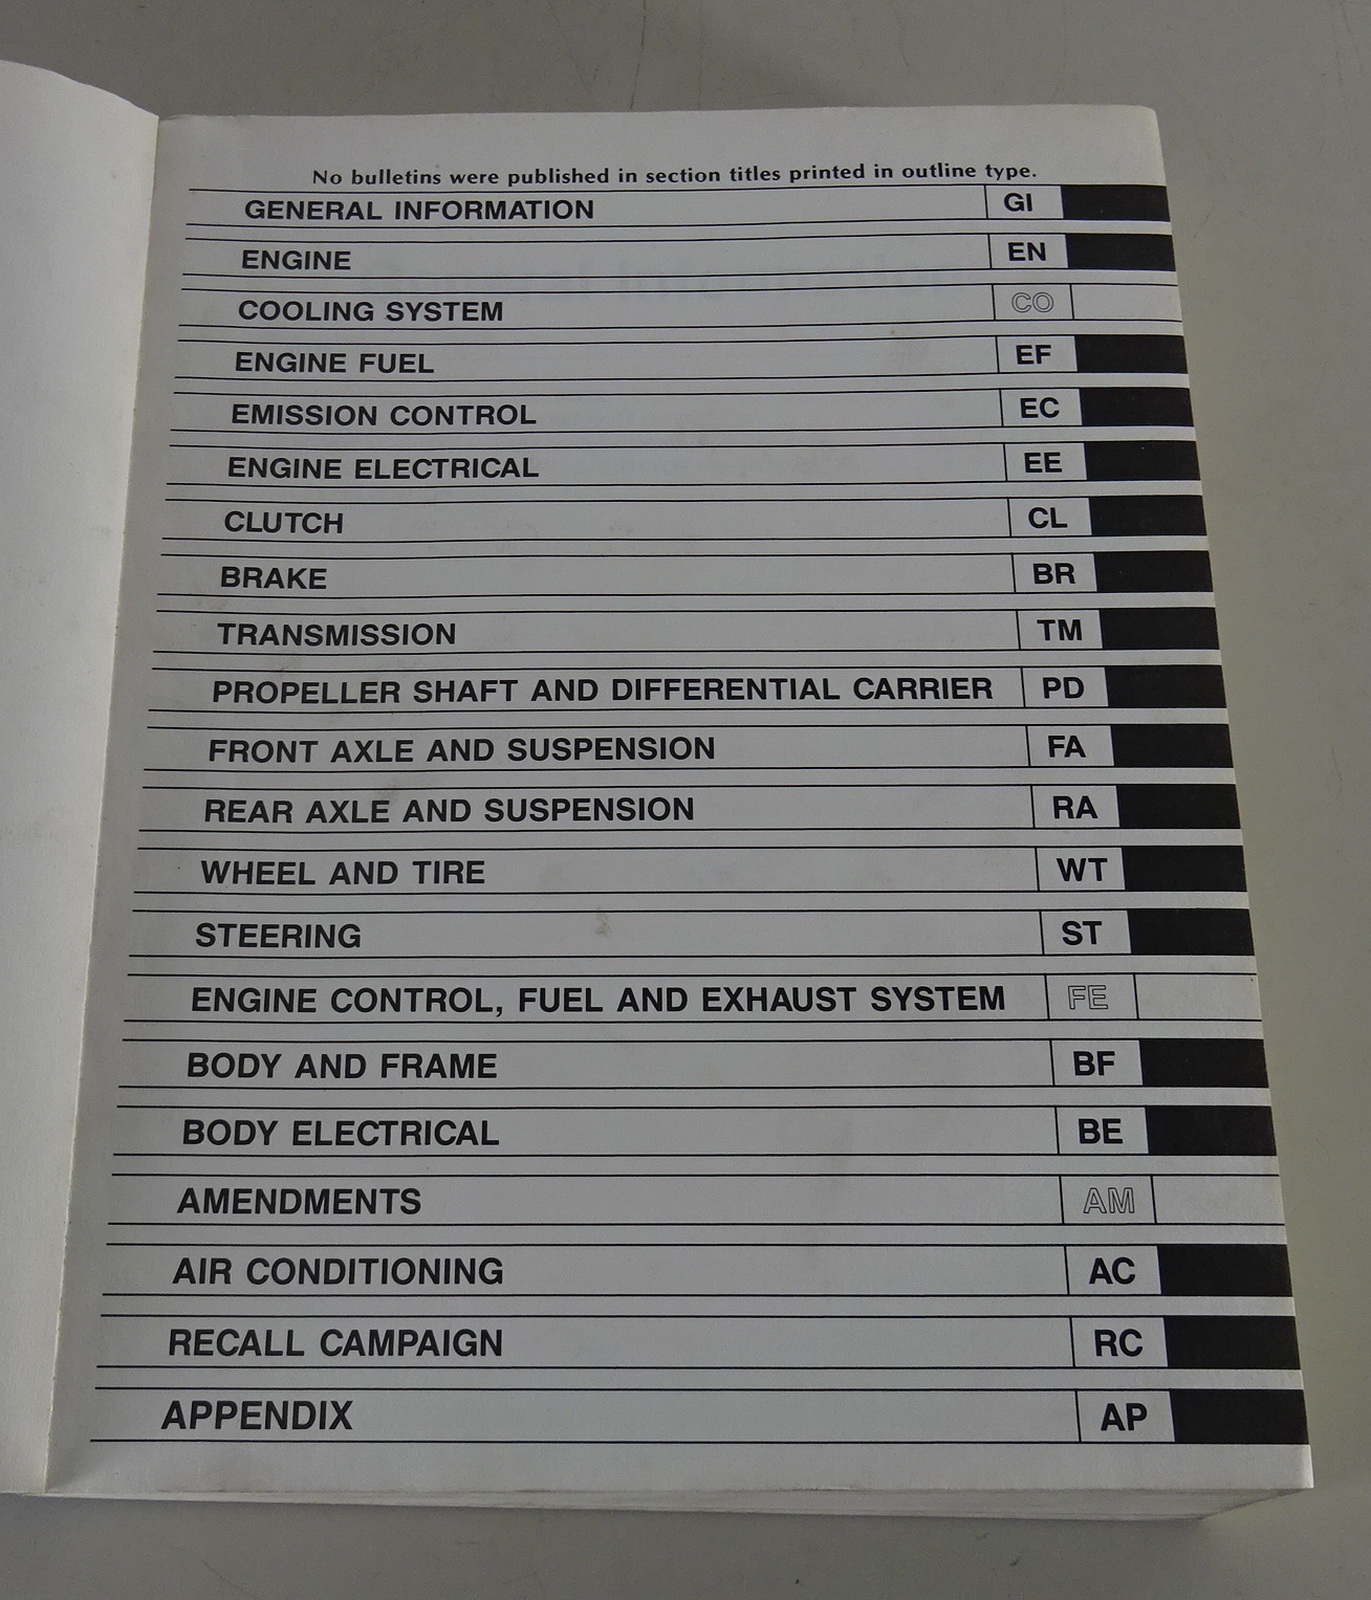 No bulletins were published in section titles printed in outline type.
GENERAL INFORMATION GI
ENGINE EN
COOLING SYSTEM CO
ENGINE FUEL EF
EMISSION CONTROL EC
ENGINE ELECTRICAL EE
CLUTCH CL
BRAKE BR
TRANSMISSION TM
PROPELLER SHAFT AND DIFFERENTIAL CARRIER PD
FRONT AXLE AND SUSPENSION FA
REAR AXLE AND SUSPENSION RA
WHEEL AND TIRE WT
STEERING ST
ENGINE CONTROL, FUEL AND EXHAUST SYSTEM FE
BODY AND FRAME BF
BODY ELECTRICAL BE
AMENDMENTS AM
AIR CONDITIONING AC
RECALL CAMPAIGN RC
APPENDIX AP